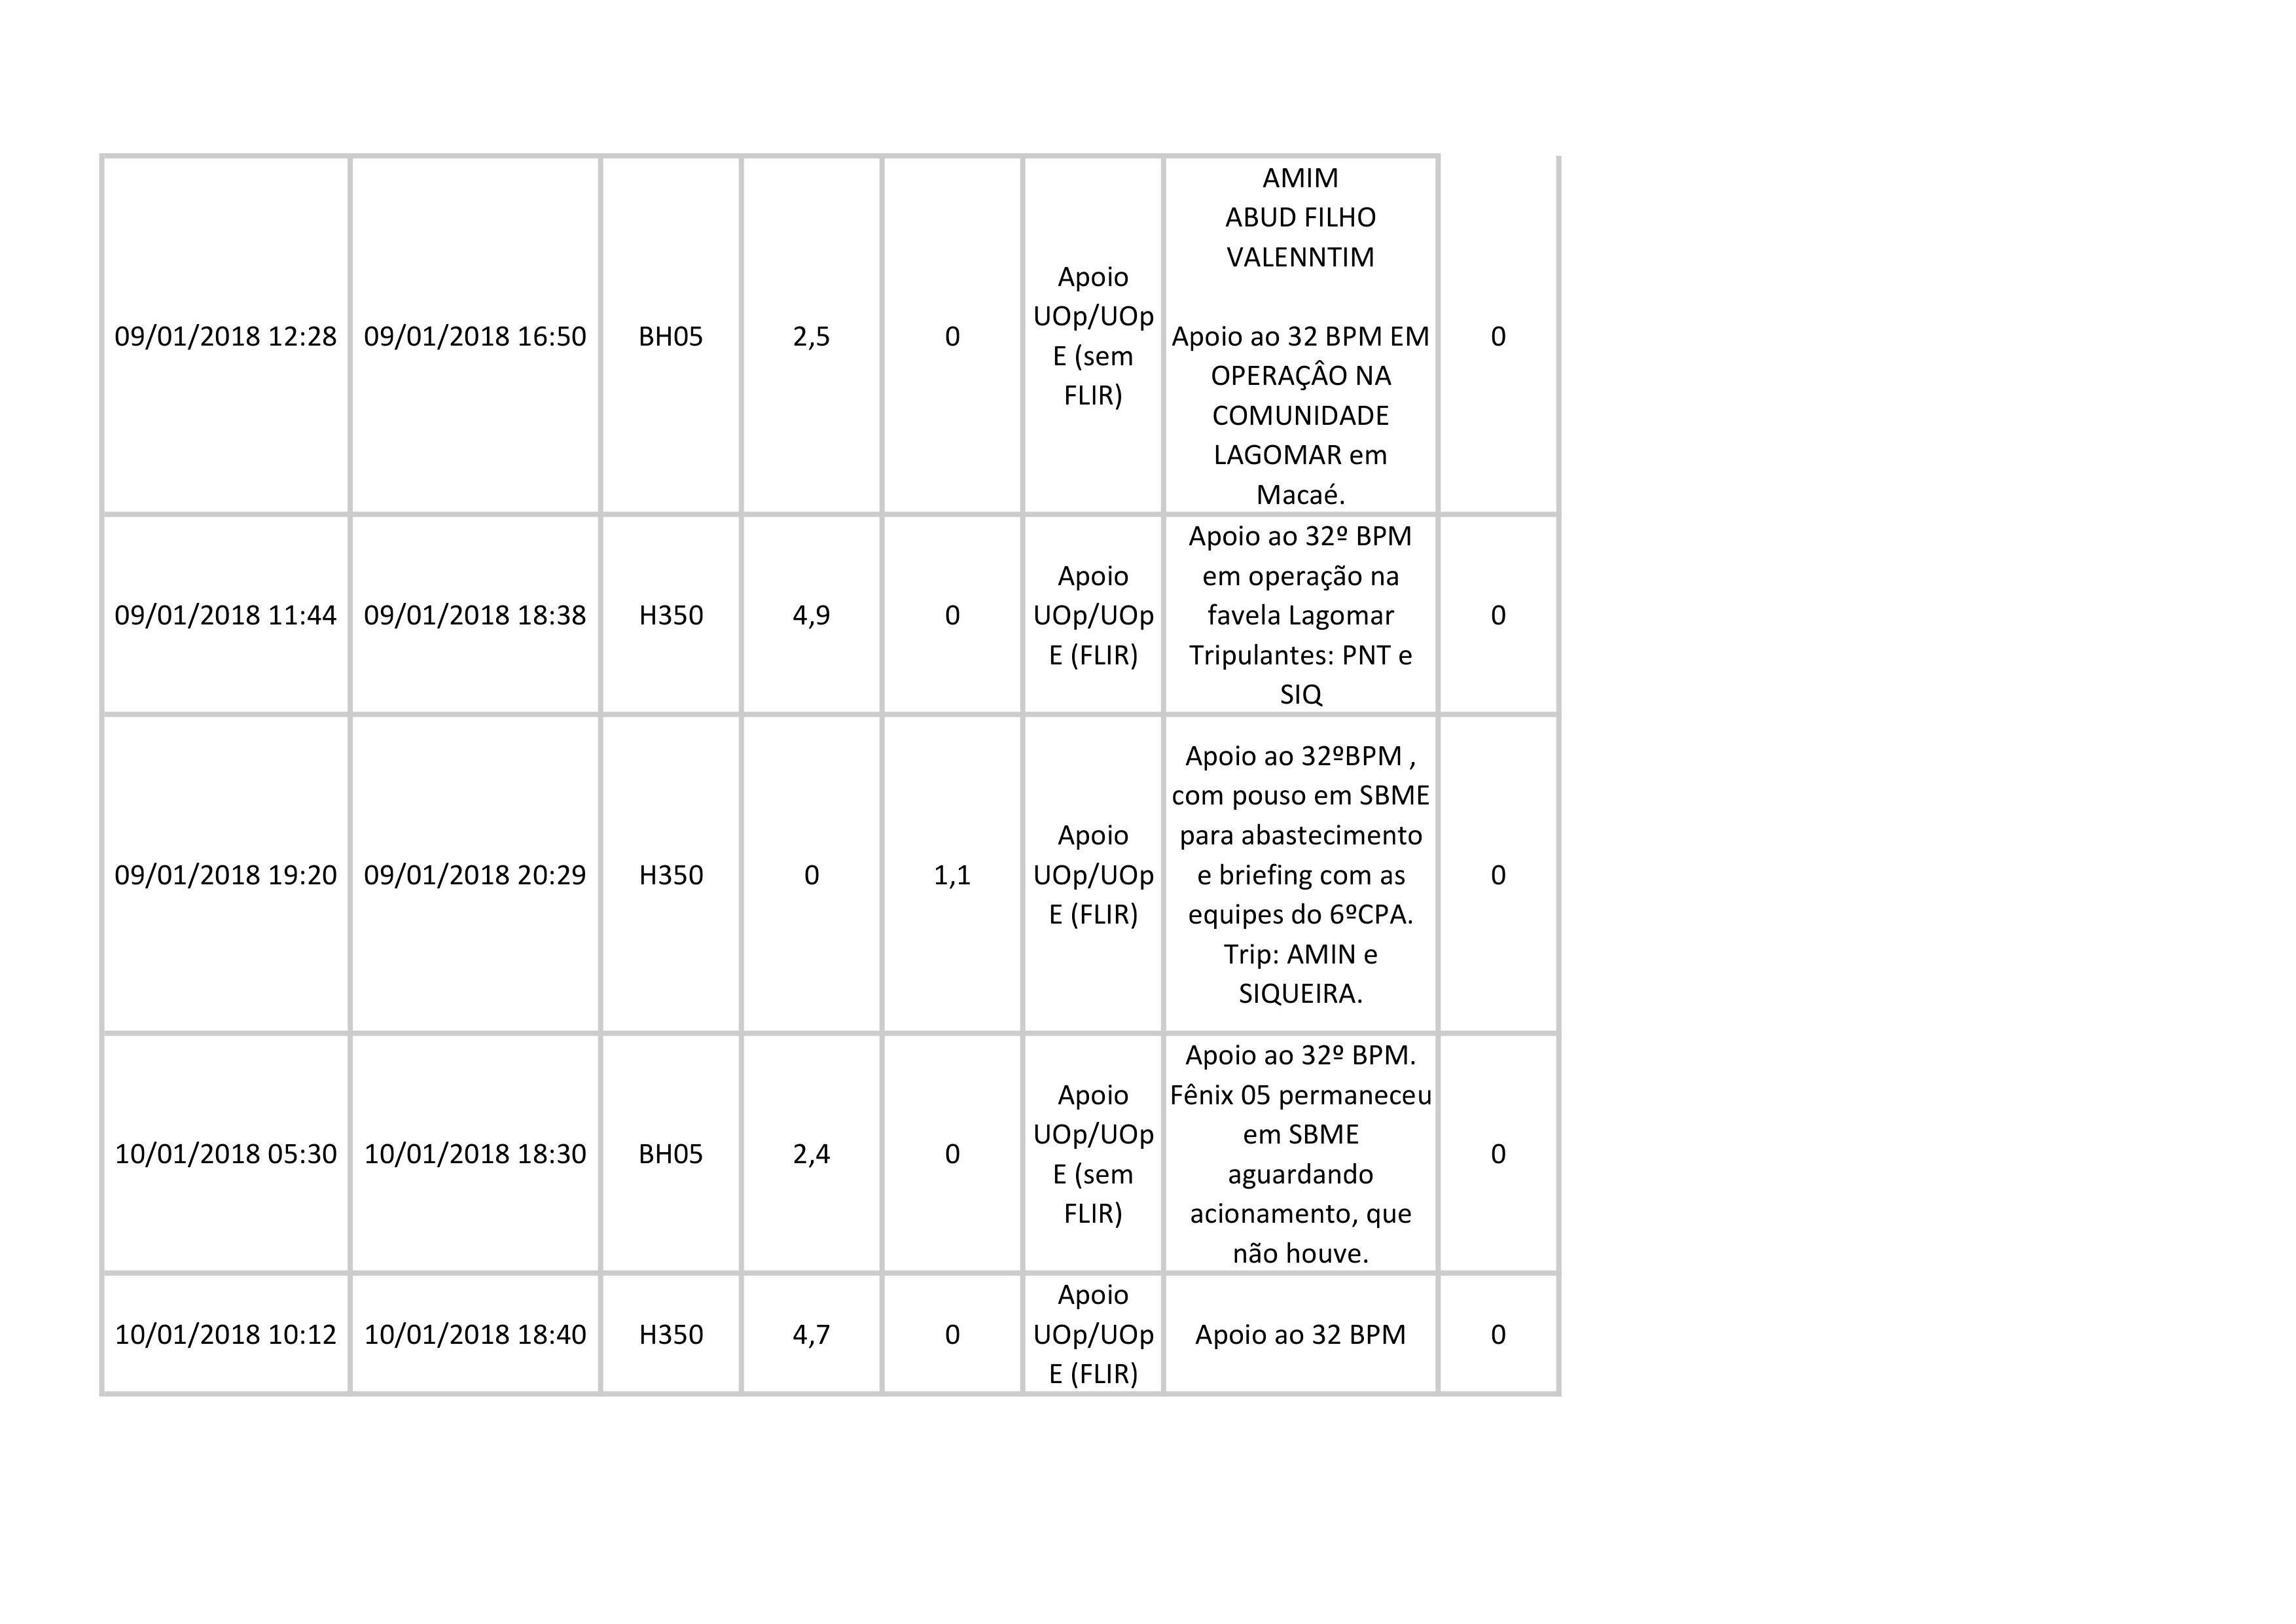 09/01/2018 12:28 09/01/2018 16:50 BH05 2,5 0
Apoio
UOp/UOp
E (sem
FLIR)
AMIM
ABUD FILHO
VALENNTIM
Apoio ao 32 BPM EM
OPERAÇÂO NA
COMUNIDADE
LAGOMAR em
Macaé.
0
09/01/2018 11:44 09/01/2018 18:38 H350 4,9 0
Apoio
UOp/UOp
E (FLIR)
Apoio ao 32º BPM
em operação na
favela Lagomar
Tripulantes: PNT e
SIQ
0
09/01/2018 19:20 09/01/2018 20:29 H350 0 1,1
Apoio
UOp/UOp
E (FLIR)
Apoio ao 32ºBPM ,
com pouso em SBME
para abastecimento
e briefing com as
equipes do 6ºCPA.
Trip: AMIN e
SIQUEIRA.
0
10/01/2018 05:30 10/01/2018 18:30 BH05 2,4 0
Apoio
UOp/UOp
E (sem
FLIR)
Apoio ao 32º BPM.
Fênix 05 permaneceu
em SBME
aguardando
acionamento, que
não houve.
0
10/01/2018 10:12 10/01/2018 18:40 H350 4,7 0
Apoio
UOp/UOp
E (FLIR)
Apoio ao 32 BPM
0